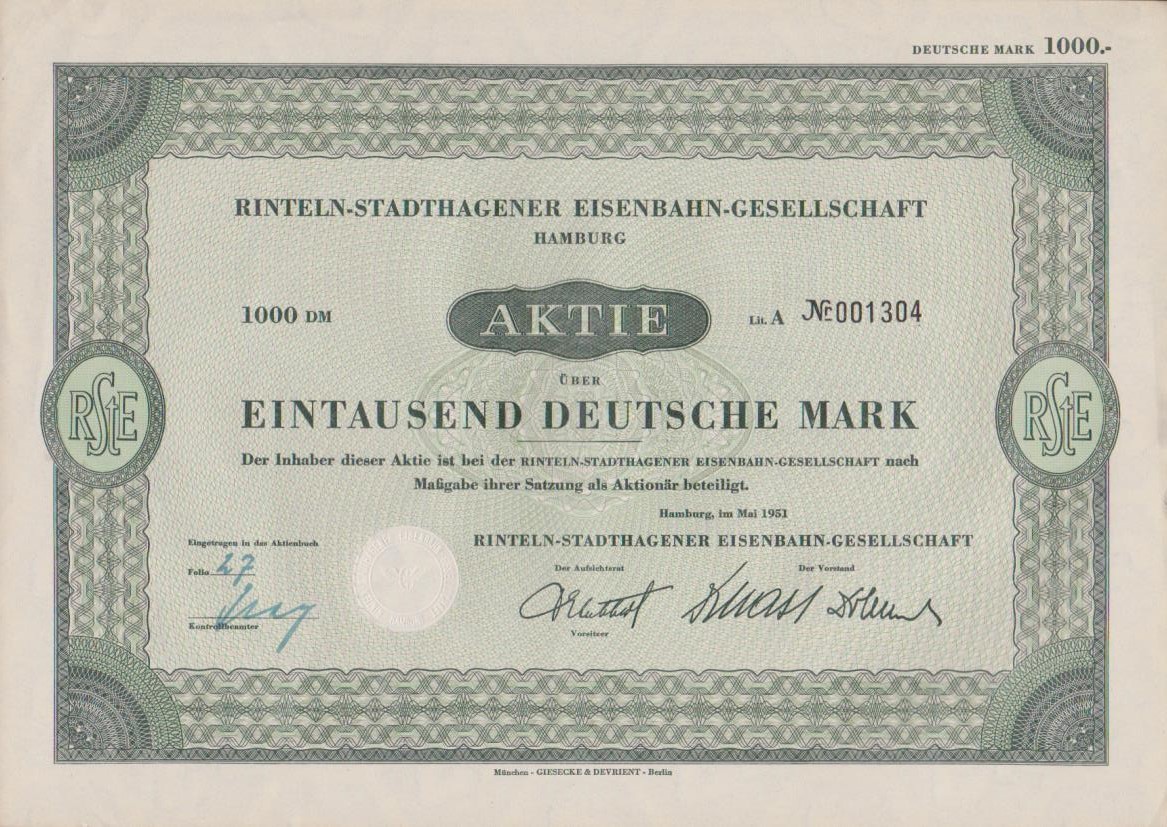 DEUTSCHE MARK 1000.-
RINTELN-STADTHAGENER EISENBAHN-GESELLSCHAFT
HAMBURG
1000 DM
AKTIE
Lit. A № 001304
ÜBER
EINTAUSEND DEUTSCHE MARK
Der Inhaber dieser Aktie ist bei der RINTELN-STADTHAGENER EISENBAHN-GESELLSCHAFT nach
Maßgabe ihrer Satzung als Aktionär beteiligt.
RStE
RStE
Hamburg, im Mai 1951
RINTELN-STADTHAGENER EISENBAHN-GESELLSCHAFT
Eingetragen in das Aktienbuch
Folio 27
Kontrollbeamter
Der Aufsichtsrat
Der Vorstand
Vorsitzer
München - GIESECKE & DEVRIENT - Berlin